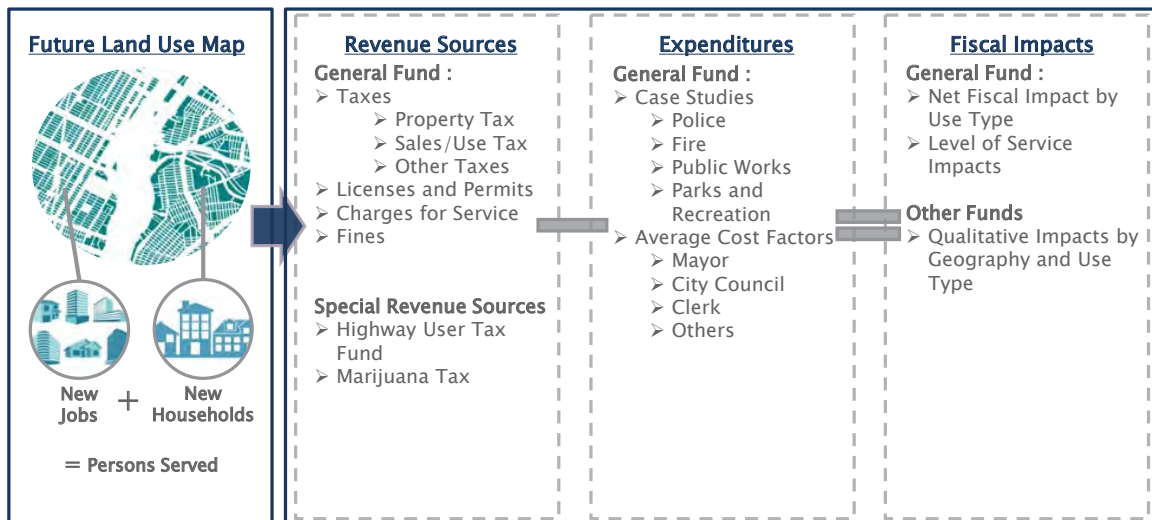 Future Land Use Map
New
Jobs
+
New
Households
= Persons Served
Revenue Sources
General Fund :
➢ Taxes
➢ Property Tax
➢ Sales/Use Tax
➢ Other Taxes
➢ Licenses and Permits
➢ Charges for Service
➢ Fines
Special Revenue Sources
➢ Highway User Tax
Fund
➢ Marijuana Tax
Expenditures
General Fund :
➢ Case Studies
➢ Police
➢ Fire
➢ Public Works
➢ Parks and
Recreation
➢ Average Cost Factors
➢ Mayor
➢ City Council
➢ Clerk
➢ Others
Fiscal Impacts
General Fund :
➢ Net Fiscal Impact by
Use Type
➢ Level of Service
Impacts
Other Funds
➢ Qualitative Impacts by
Geography and Use
Type